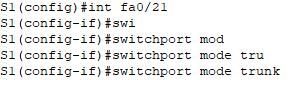 S1(config)#int fa0/21
S1(config-if)#swi
S1(config-if)#switchport mod
S1(config-if)#switchport mode tru
S1(config-if)#switchport mode trunk